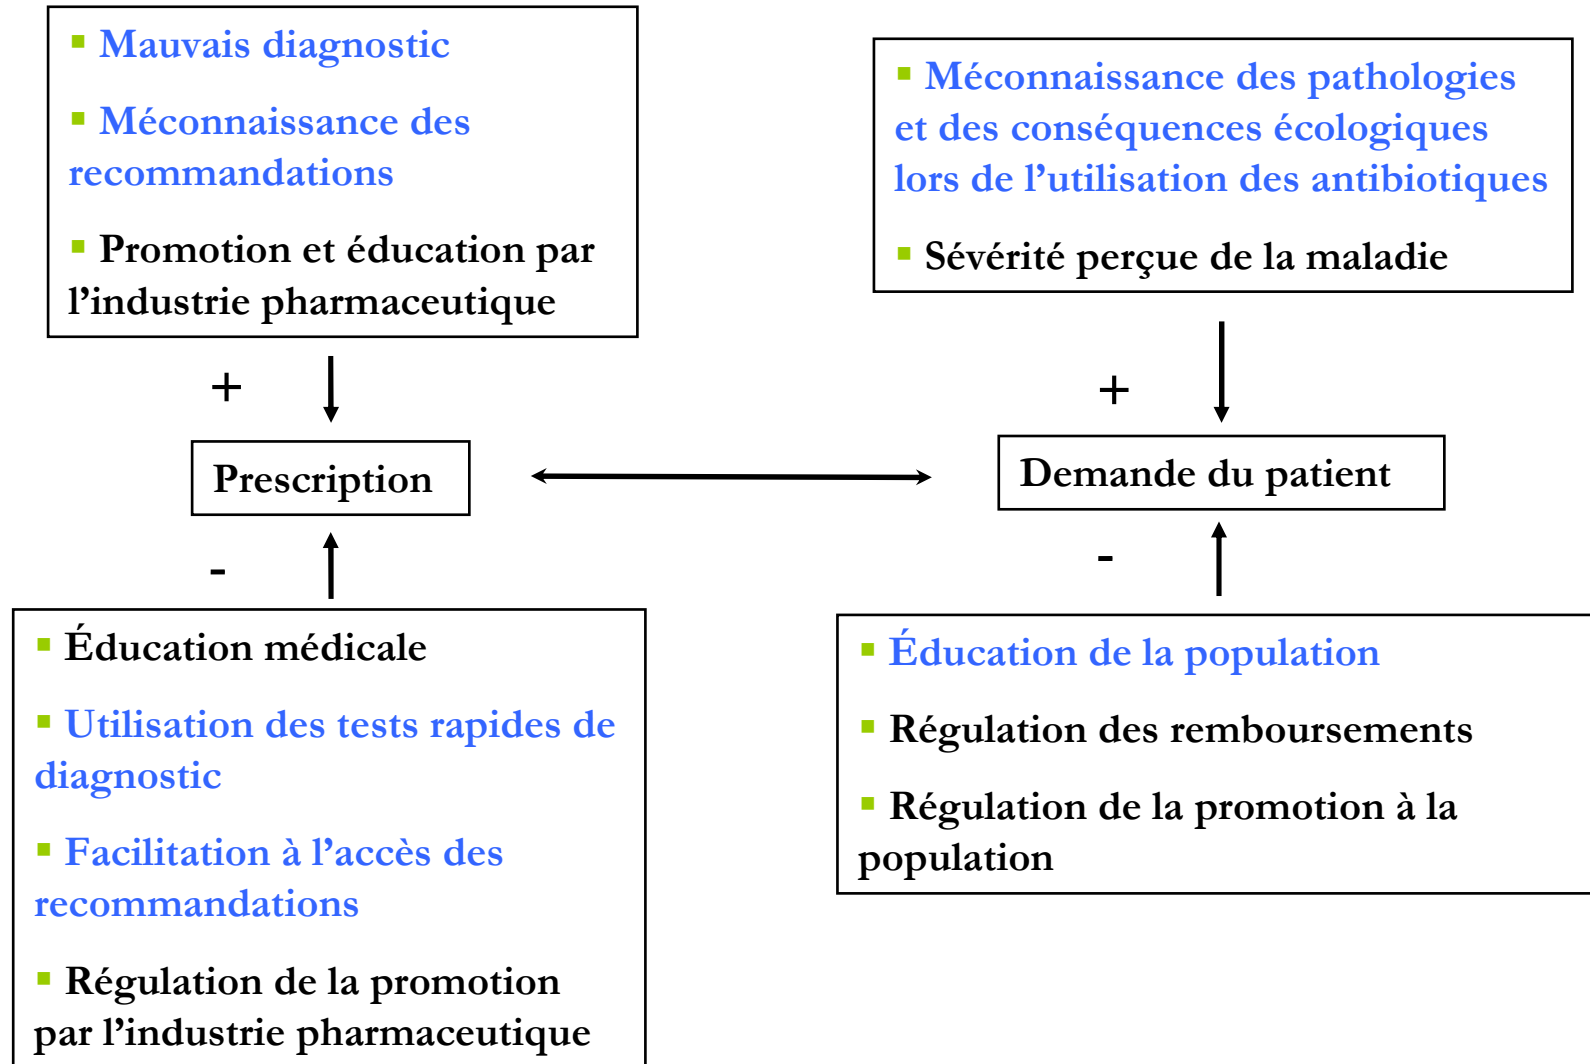 ▪ Mauvais diagnostic
▪ Méconnaissance des
recommandations
▪ Promotion et éducation par
l’industrie pharmaceutique
▪ Méconnaissance des pathologies
et des conséquences écologiques
lors de l’utilisation des antibiotiques
▪ Sévérité perçue de la maladie
+
+
Prescription
Demande du patient
-
-
▪ Éducation médicale
▪ Utilisation des tests rapides de
diagnostic
▪ Facilitation à l’accès des
recommandations
▪ Régulation de la promotion
par l’industrie pharmaceutique
▪ Éducation de la population
▪ Régulation des remboursements
▪ Régulation de la promotion à la
population